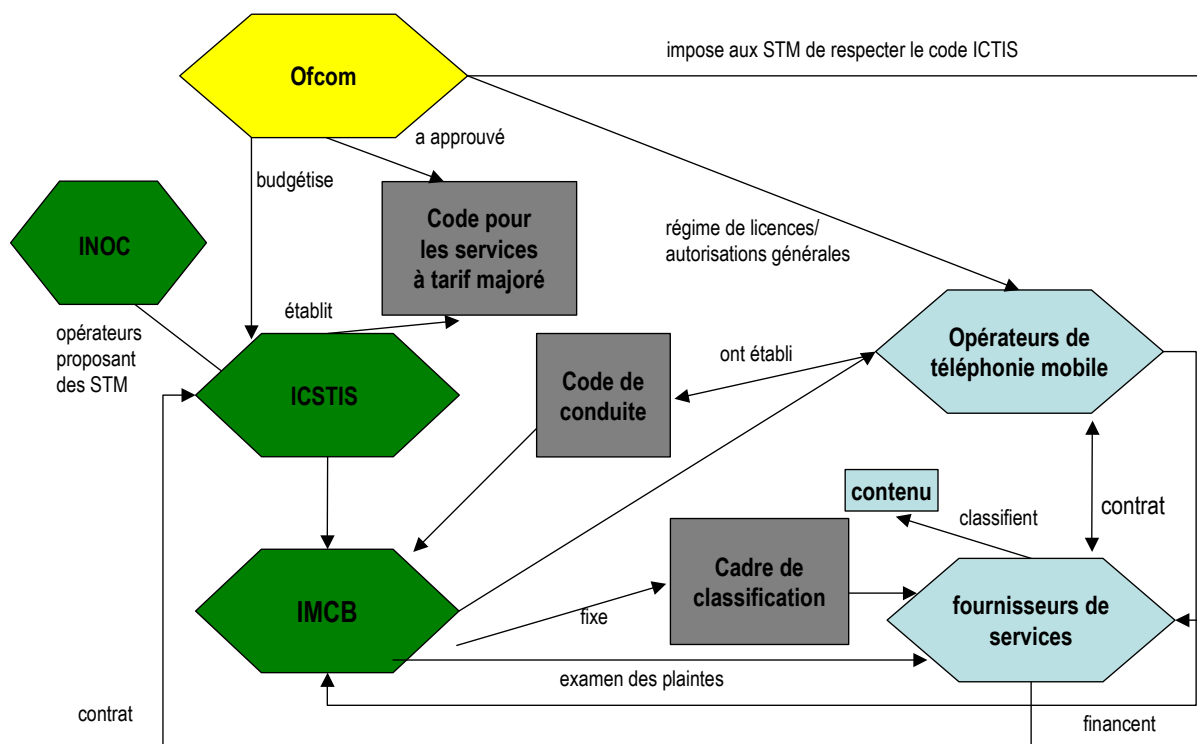 impose aux STM de respecter le code ICTIS
Ofcom
a approuvé
budgétise
Code pour
les services
à tarif majoré
INOC
régime de licences/
autorisations générales
établit
opérateurs
proposant
des STM
ont établi
Opérateurs de
téléphonie mobile
ICSTIS
Code de
conduite
contenu
contrat
classifient
Cadre de
classification
IMCB
fixe
fournisseurs de
services
examen des plaintes
contrat
financent